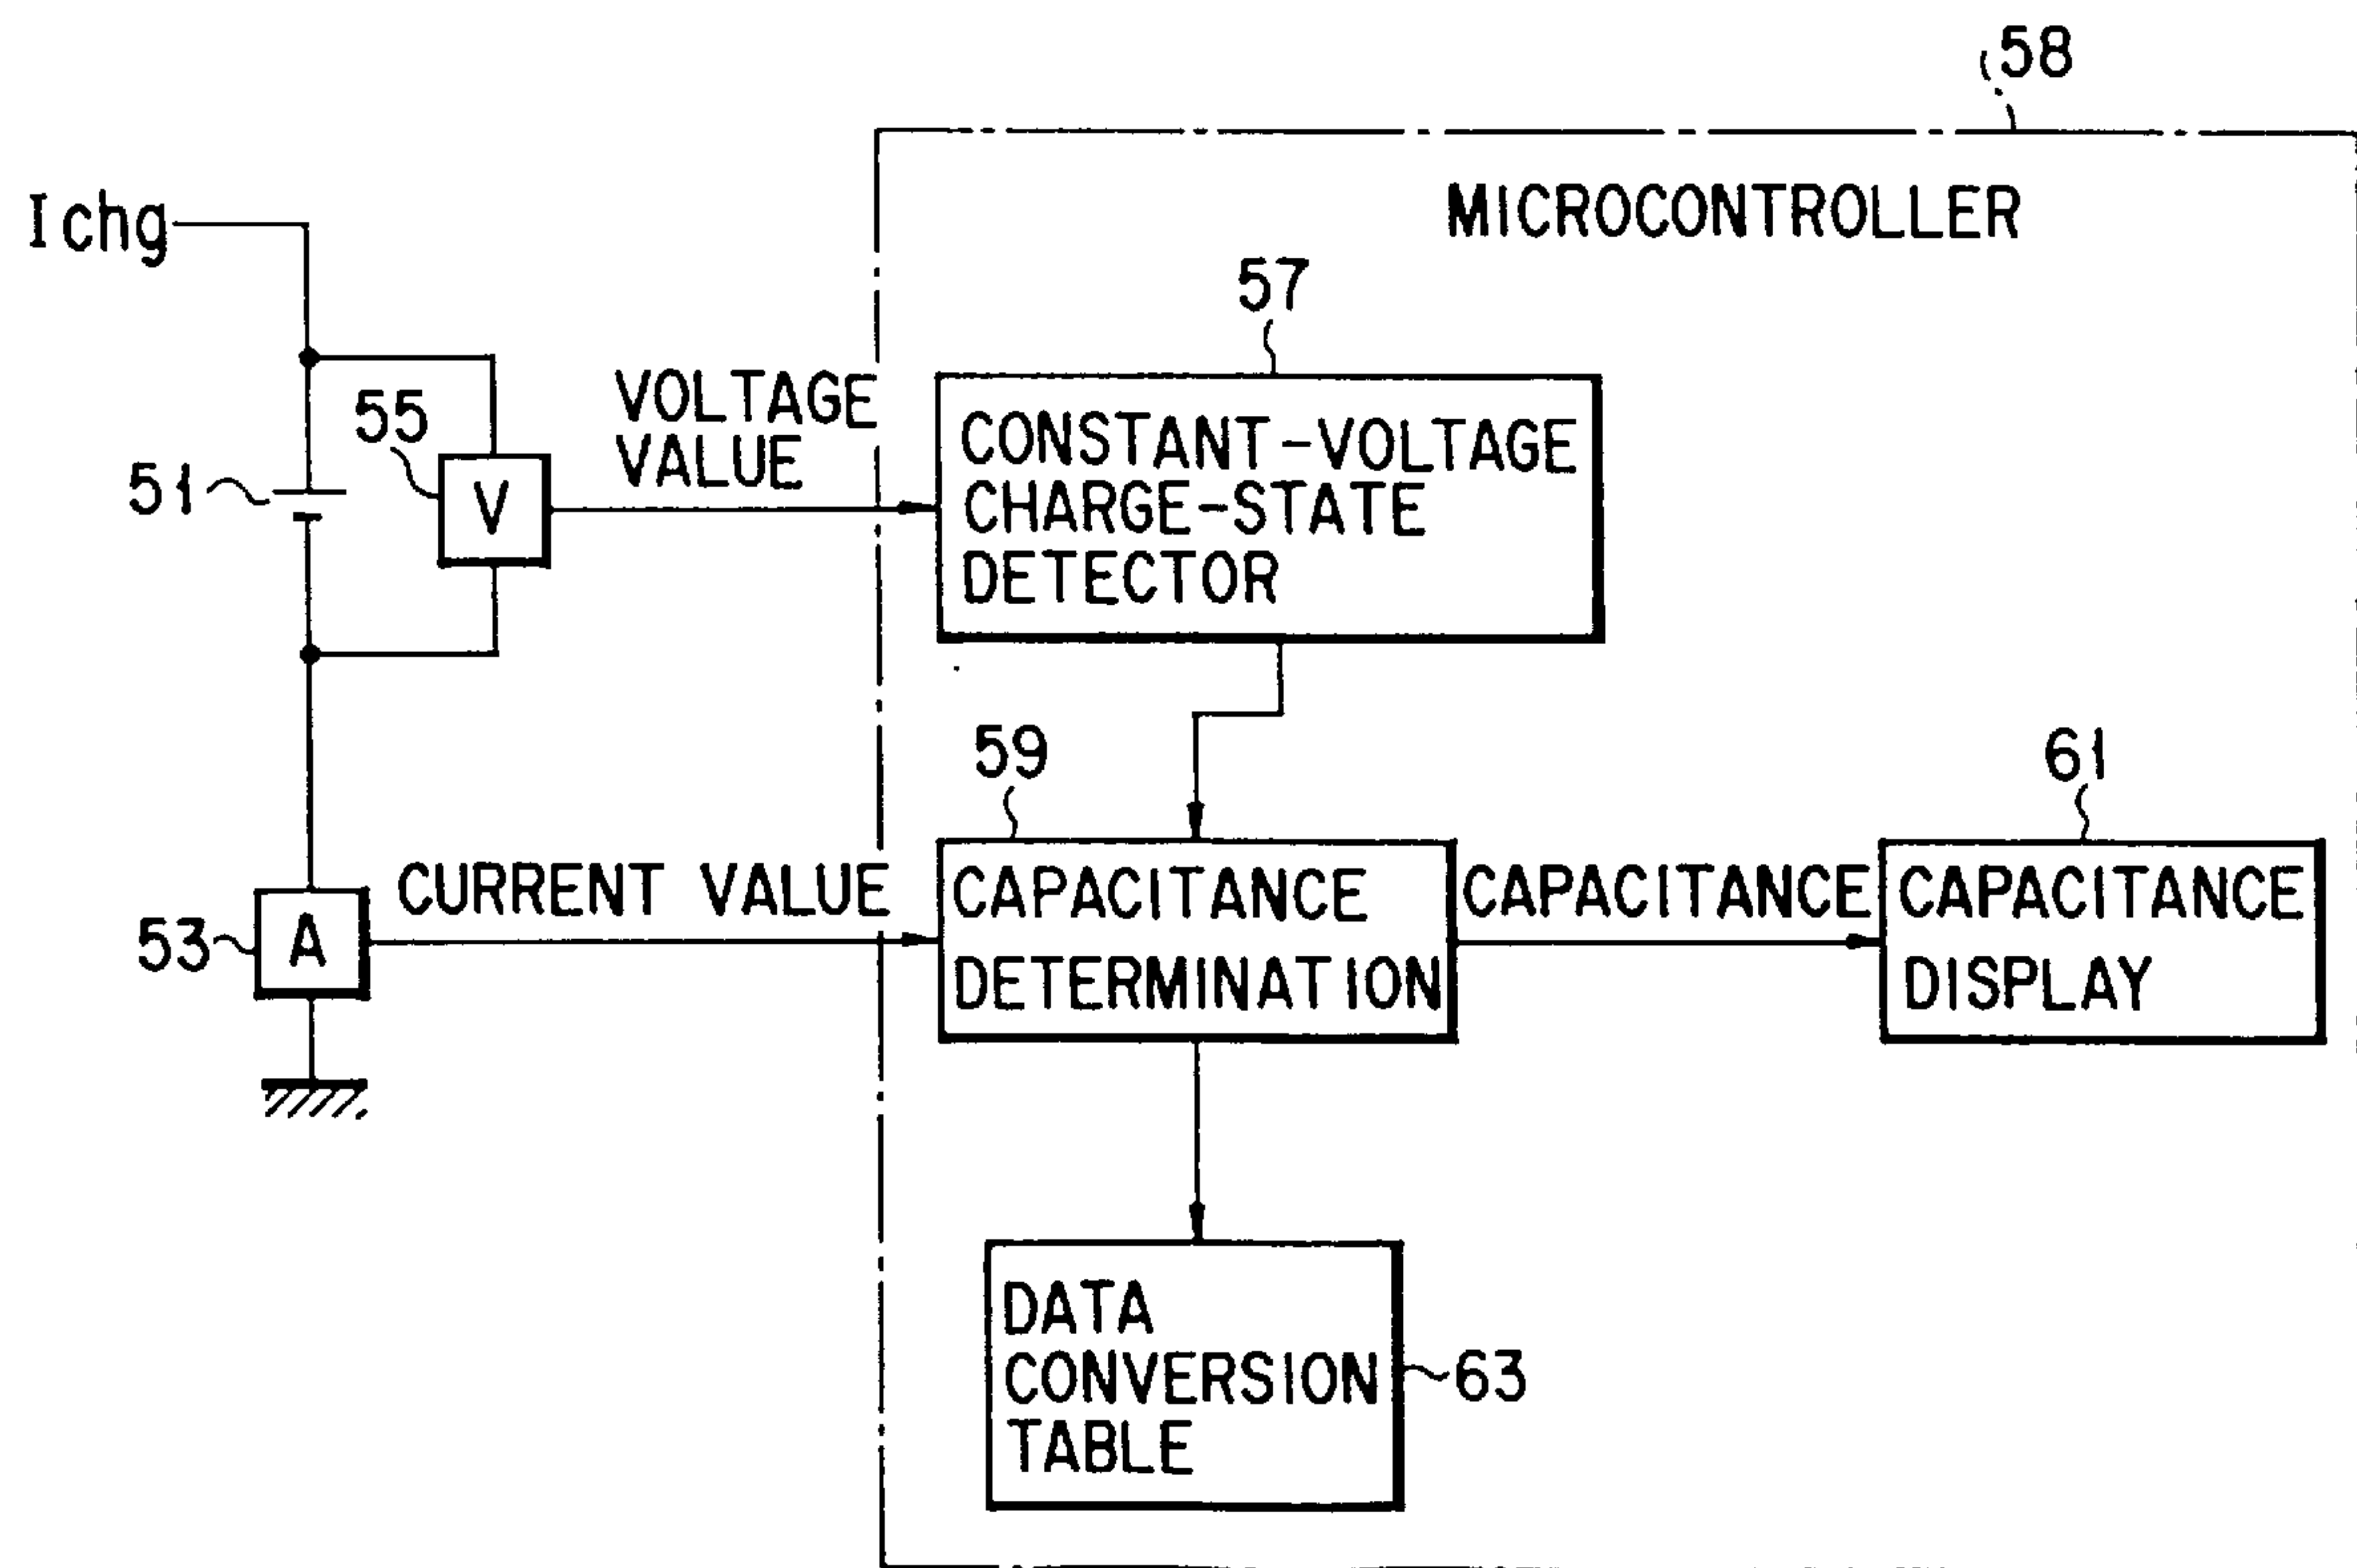 58
MICROCONTROLLER
Ichg
57
55
VOLTAGE
VALUE
51
V
CONSTANT-VOLTAGE
CHARGE-STATE
DETECTOR
59
61
53
A
CURRENT VALUE
CAPACITANCE
DETERMINATION
CAPACITANCE
CAPACITANCE
DISPLAY
DATA
CONVERSION
TABLE
63